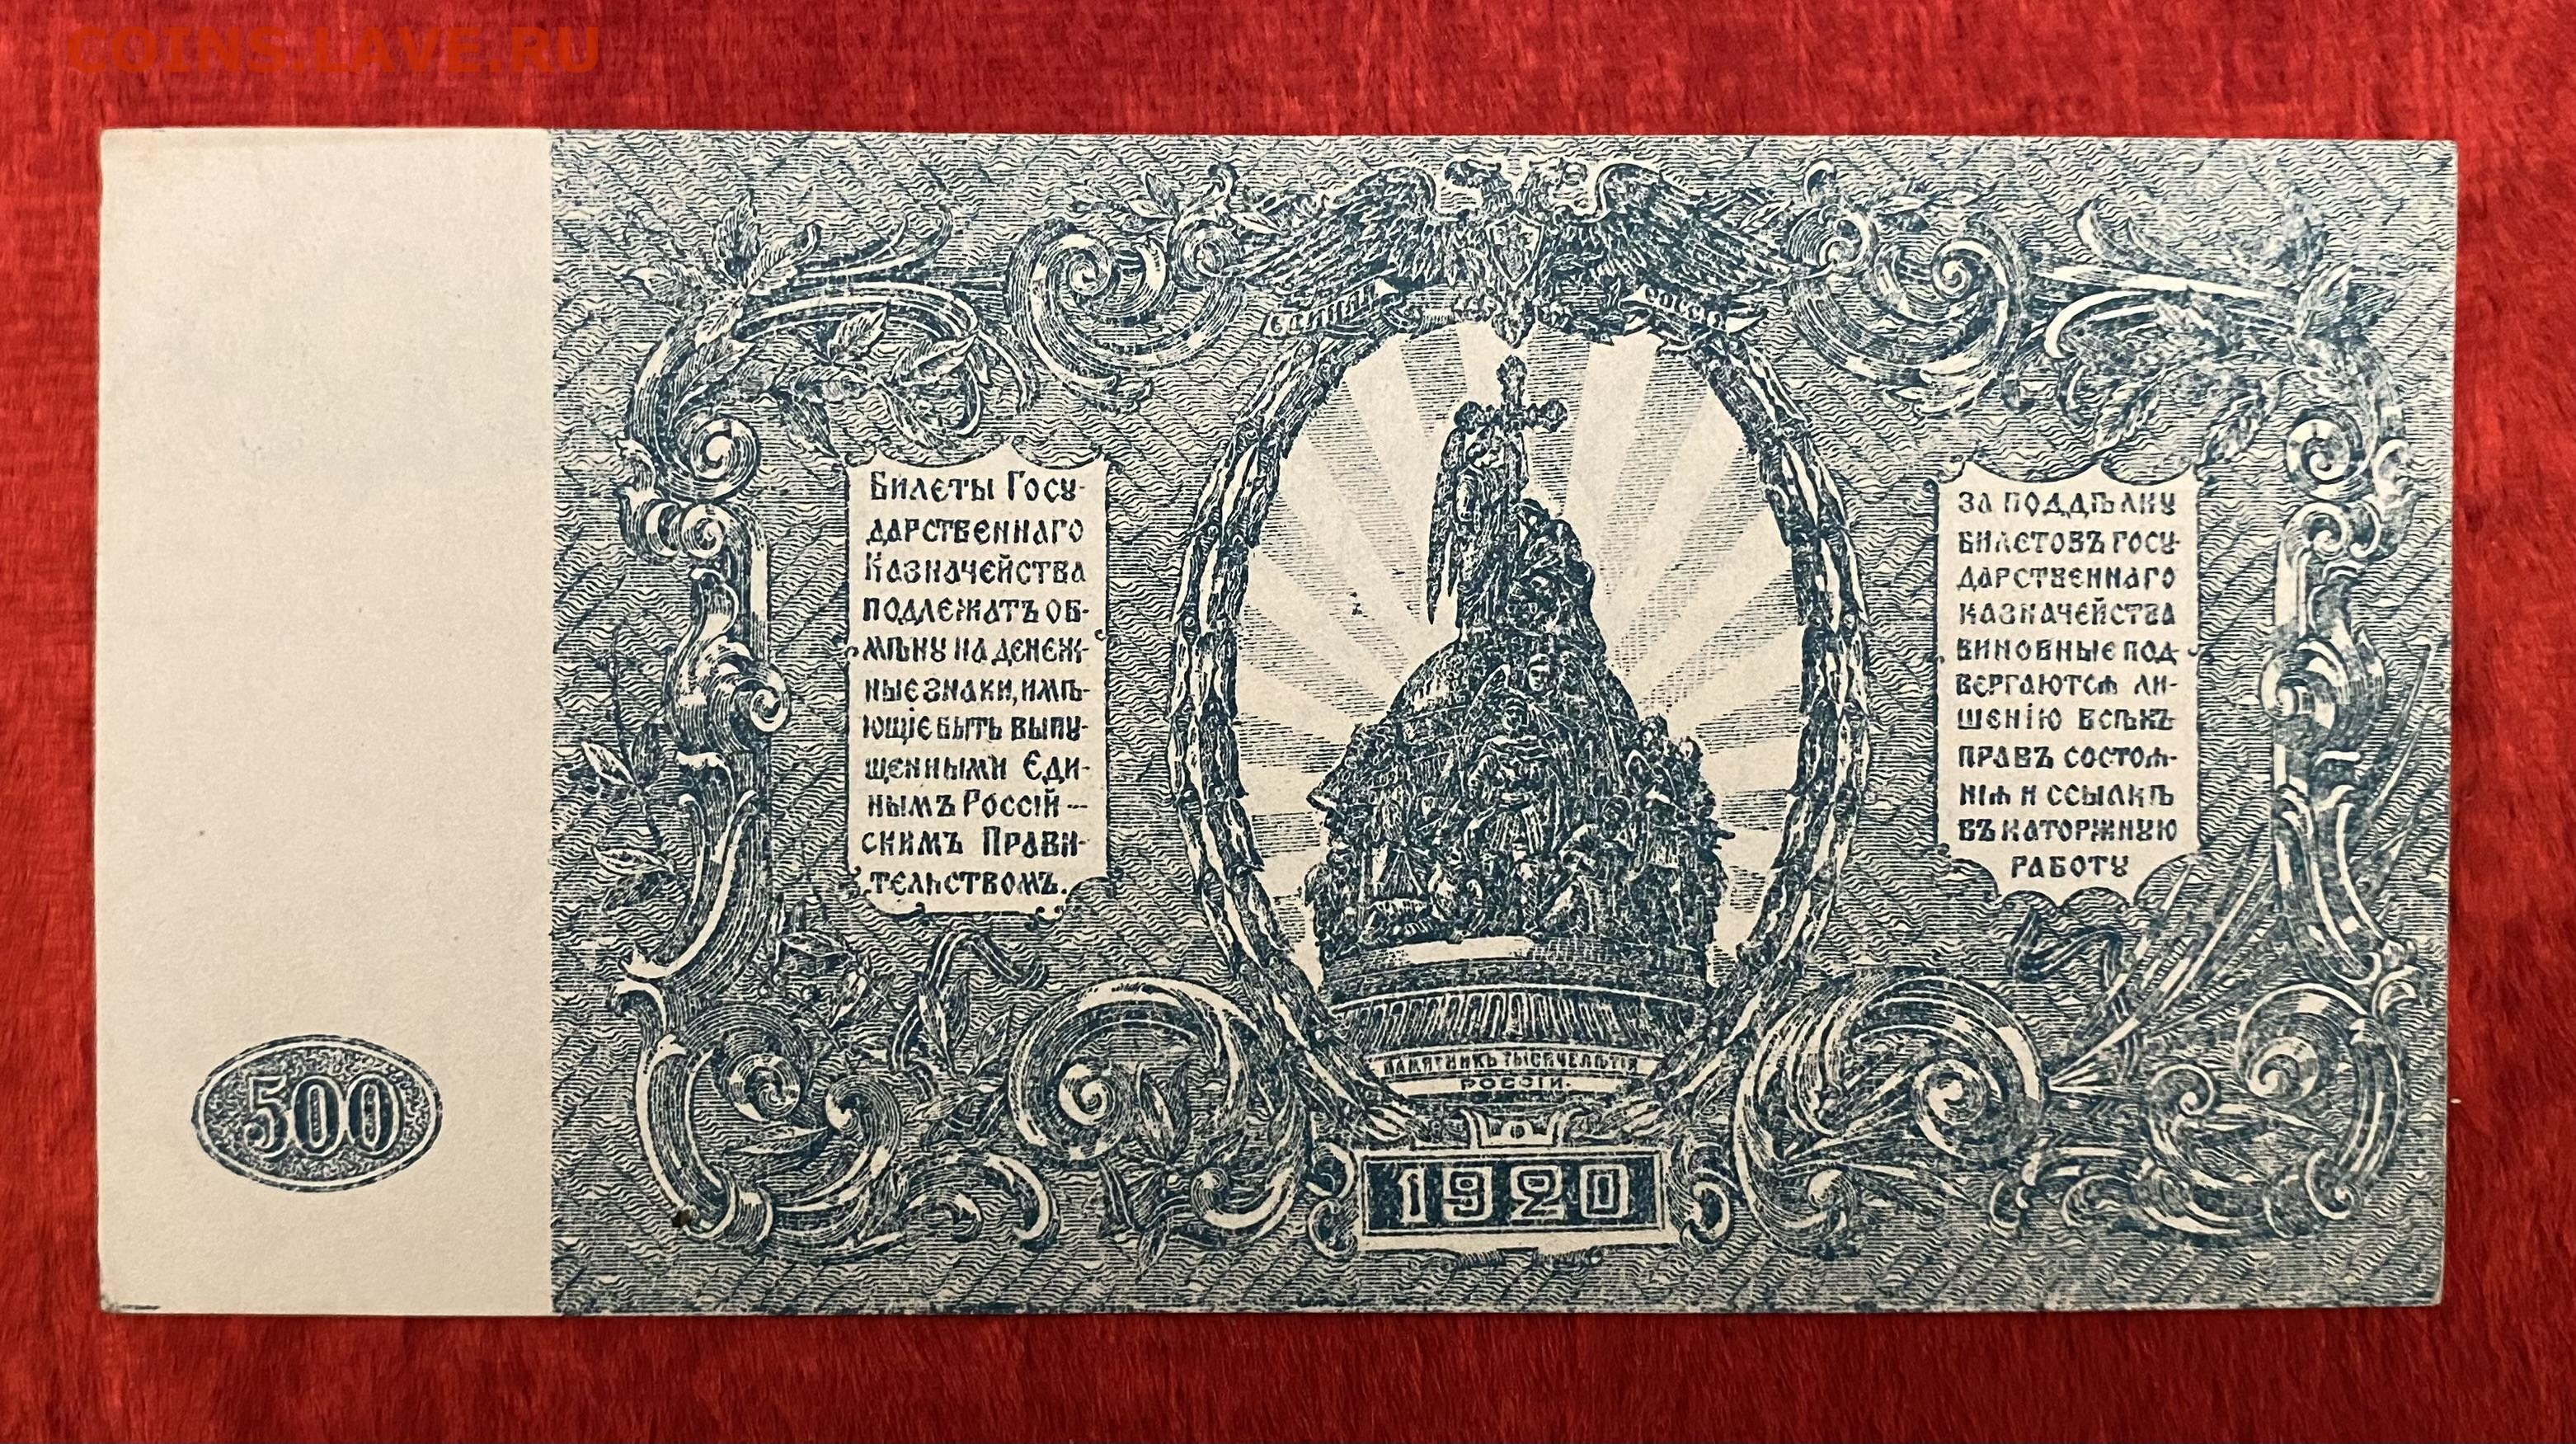 COINS.LAVE.RU
Билеты Госу-
дарственнаго
Казначейства
подлежатъ об-
мѣну на денеж-
ные знаки, имѣ-
ющіе быть выпу-
щенными Еди-
нымъ Россій-
скимъ Прави-
тельствомъ.
За поддѣлку
билетовъ госу-
дарственнаго
казначейства
виновные под-
вергаются ли-
шенію всѣхъ
правъ состоя-
нія и ссылкѣ
въ каторжную
работу
ПАМЯТНИКЪ ТЫСЯЧЕЛѢТІЯ
РОССІИ.
500
1920